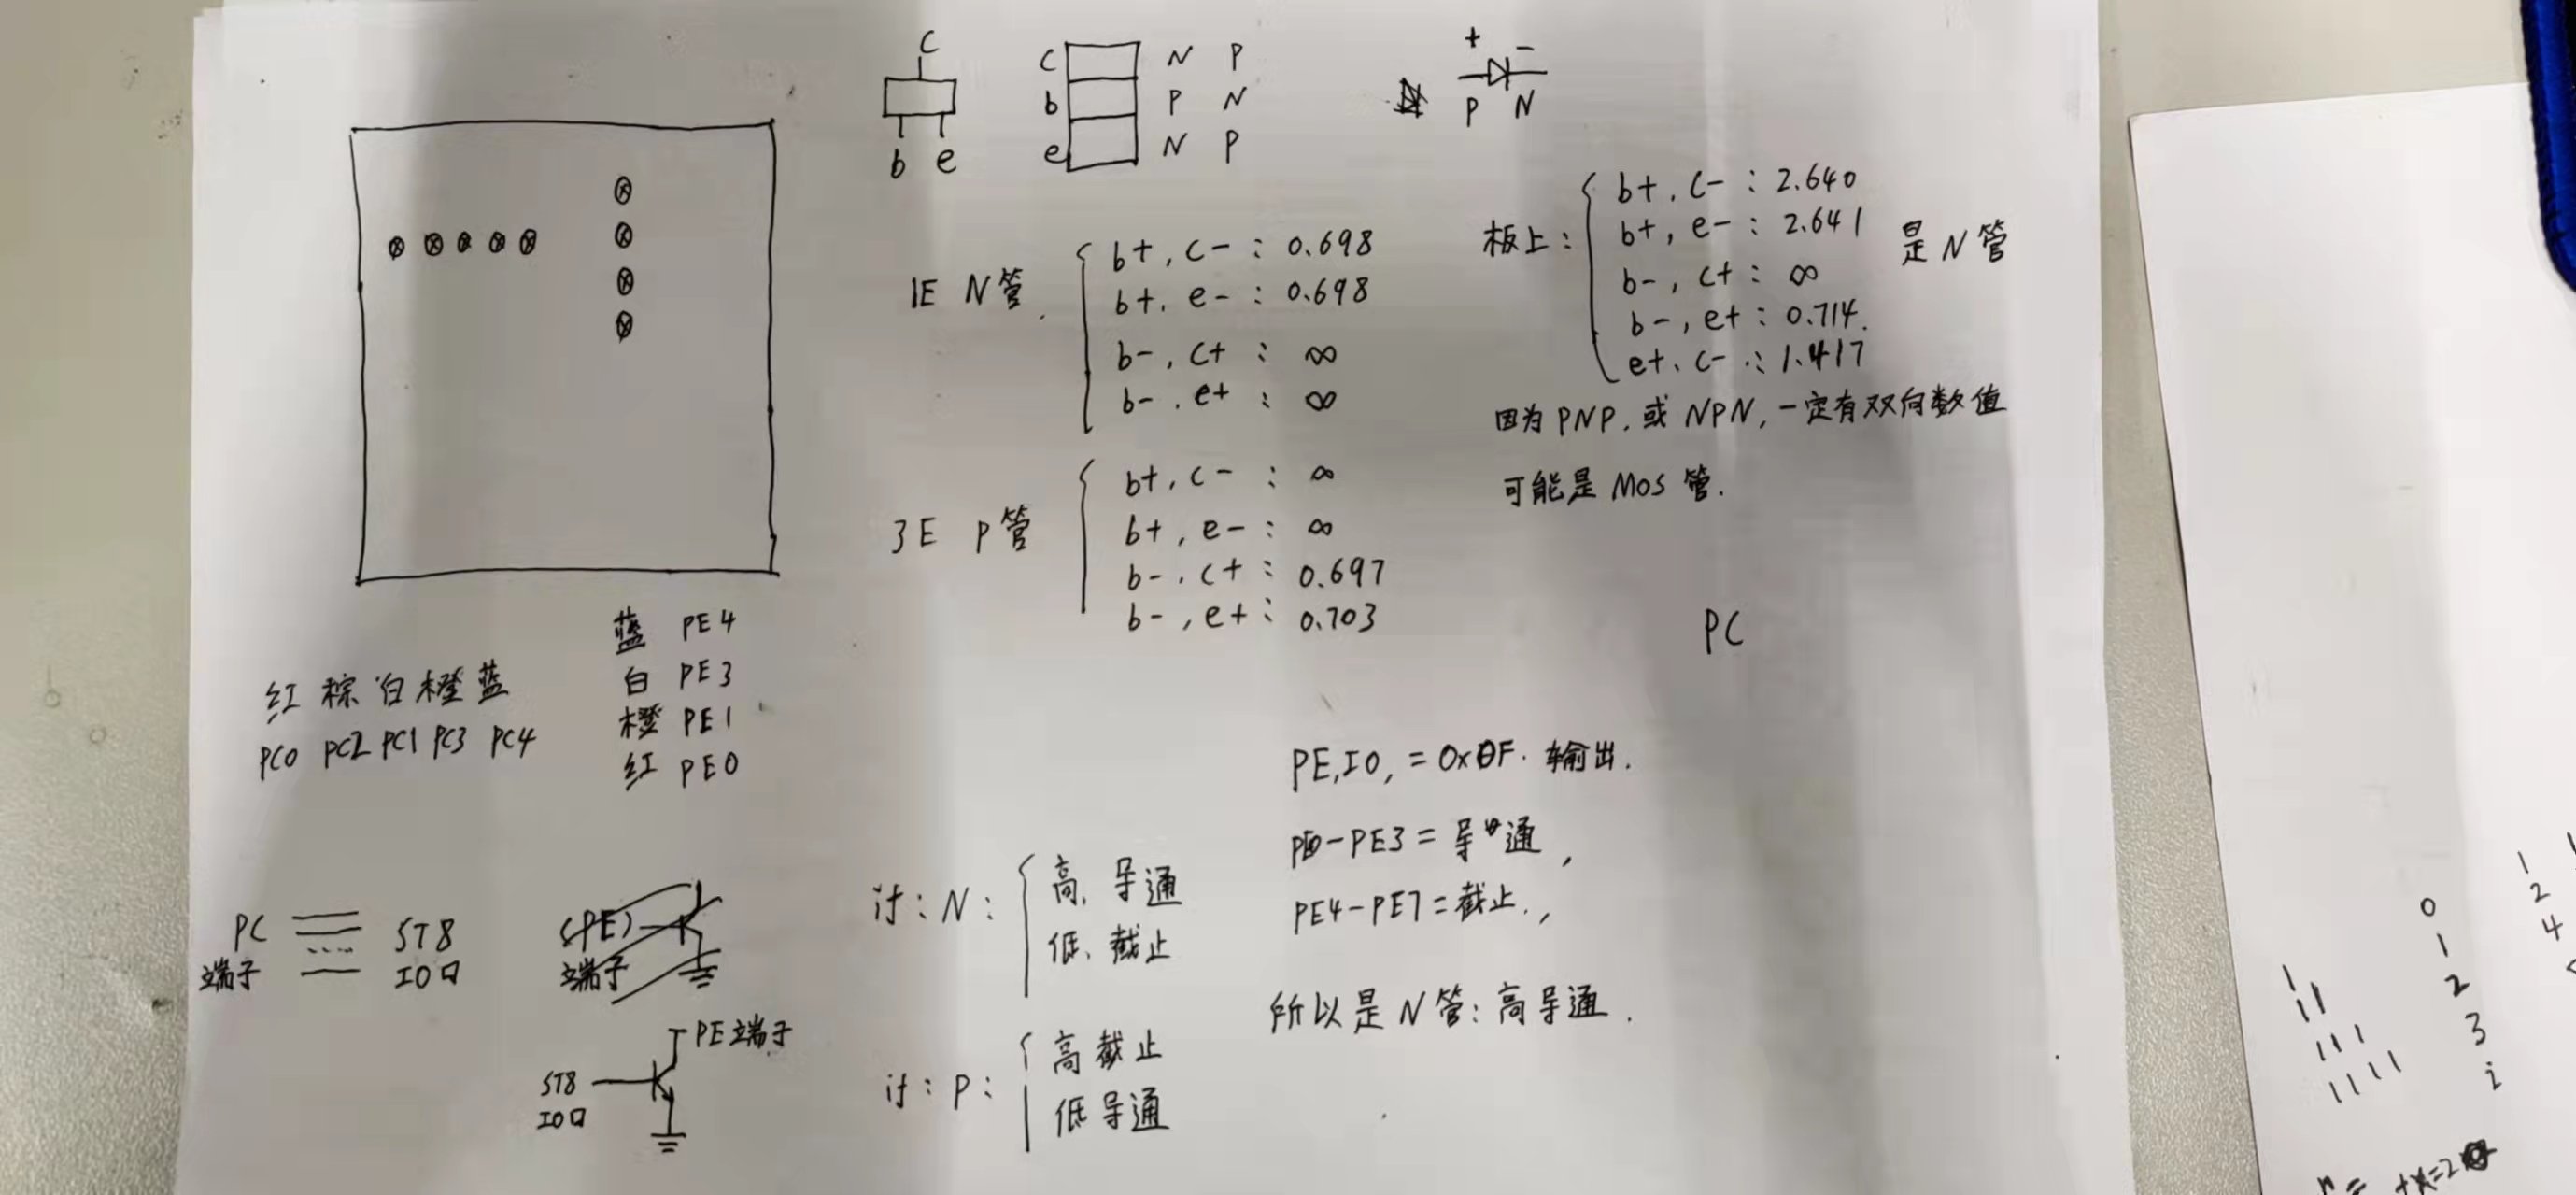 c
b e
c N P
b P N
e N P
+ -
P N
1E N管
b+, c- : 0.698
b+, e- : 0.698
b-, c+ : ∞
b-, e+ : ∞
板上:
b+, c- : 2.640
b+, e- : 2.641
b-, c+ : ∞
b-, e+ : 0.714
e+, c- : 1.417
是N管
因为PNP,或NPN,一定有双向数值
可能是Mos管.
3E P管
b+, c- : ∞
b+, e- : ∞
b-, c+ : 0.697
b-, e+ : 0.703
PC
蓝 PE4
白 PE3
橙 PE1
红 PE0
红 棕 白 橙 蓝
PC0 PC2 PC1 PC3 PC4
PC 端子
ST8 IO口
(PE) 端子
PE端子
ST8
IO口
if: N:
高、导通
低、截止
if: P:
高截止
低导通
PE,IO, = 0x0F. 输出.
PE0-PE3 = 导通,
PE4-PE7 = 截止.,
所以是N管:高导通.
0
1
2
3
i
1
2
4
1
11
111
1111